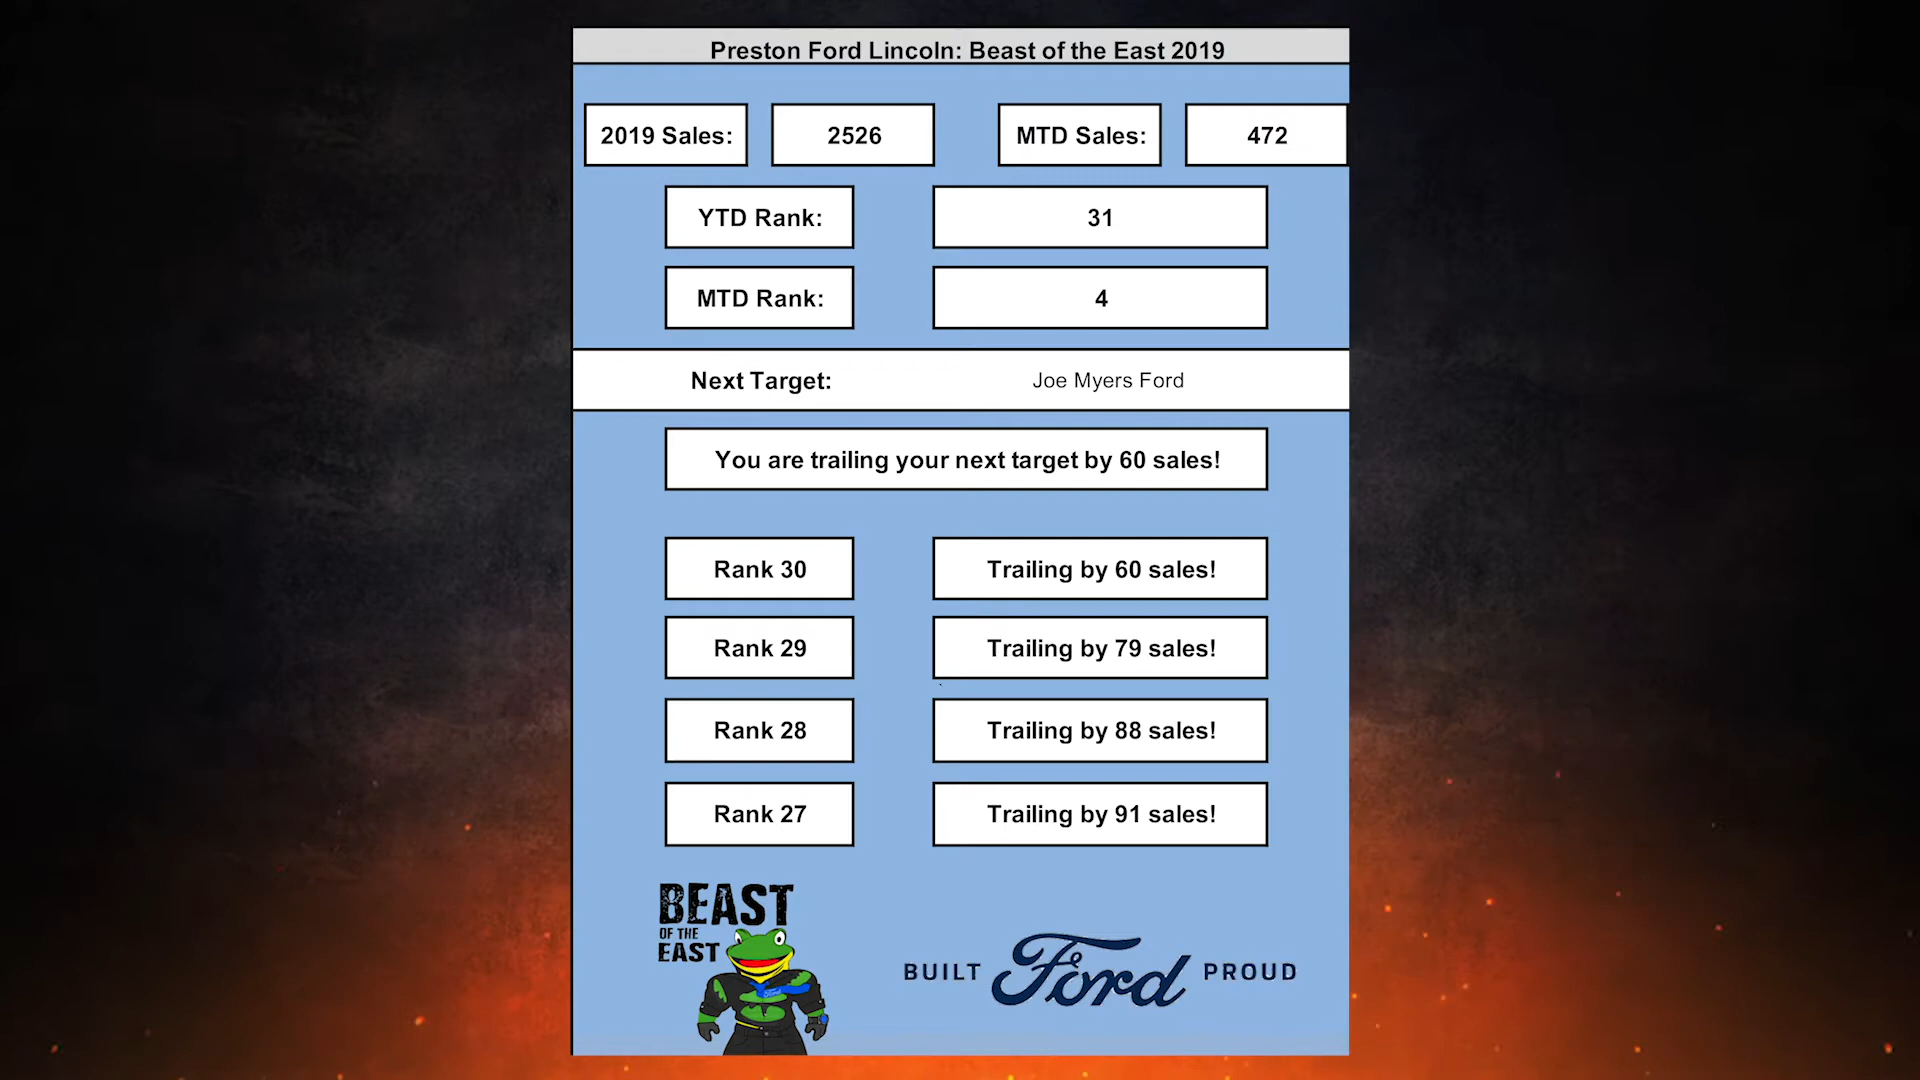 Preston Ford Lincoln: Beast of the East 2019
2019 Sales: 2526 MTD Sales: 472
YTD Rank: 31
MTD Rank: 4
Next Target: Joe Myers Ford
You are trailing your next target by 60 sales!
Rank 30 Trailing by 60 sales!
Rank 29 Trailing by 79 sales!
Rank 28 Trailing by 88 sales!
Rank 27 Trailing by 91 sales!
BEAST
OF THE
EAST
BUILT Ford PROUD